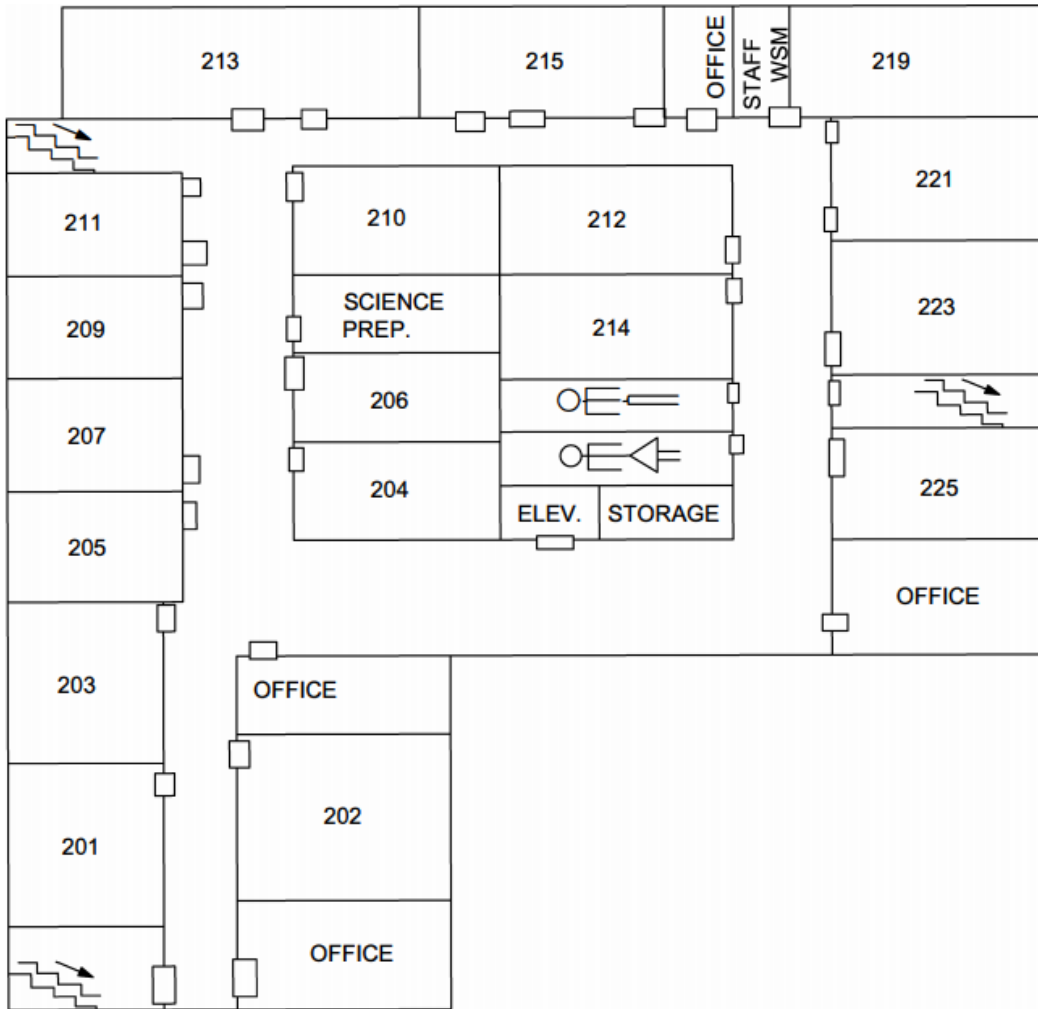 213
215
OFFICE
STAFF
WSM
219
211
210
212
221
209
SCIENCE
PREP.
214
223
207
206
204
225
205
ELEV.
STORAGE
OFFICE
203
OFFICE
201
202
OFFICE